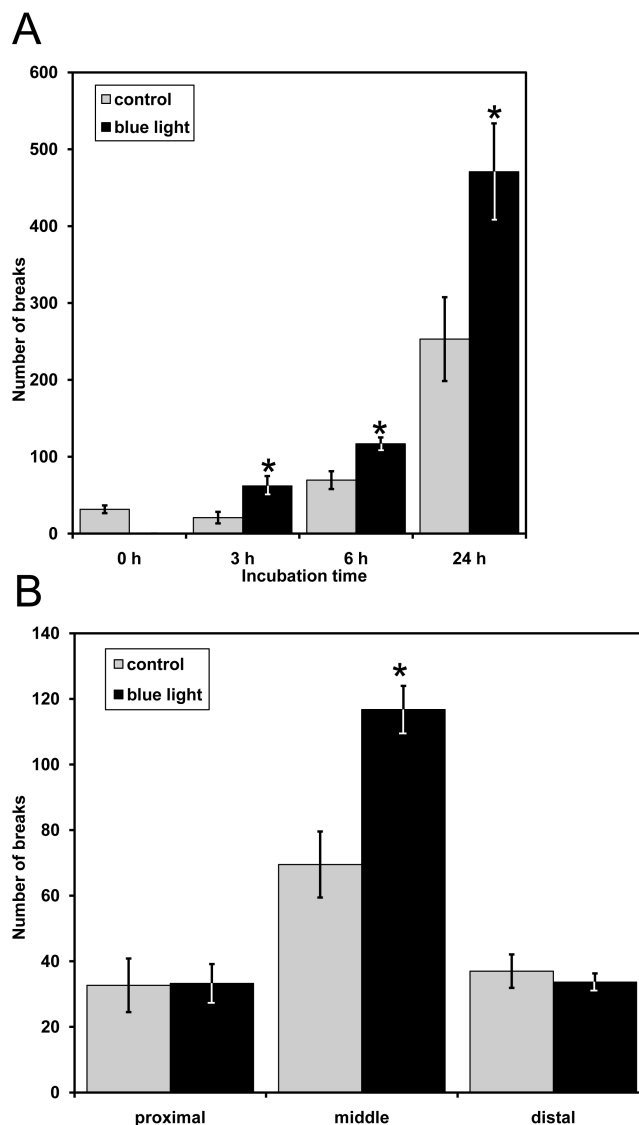 A
600
500
400
300
200
100
0
Number of breaks
control
blue light
*
*
*
0 h 3 h 6 h 24 h
Incubation time
B
140
120
100
80
60
40
20
0
Number of breaks
control
blue light
*
proximal middle distal